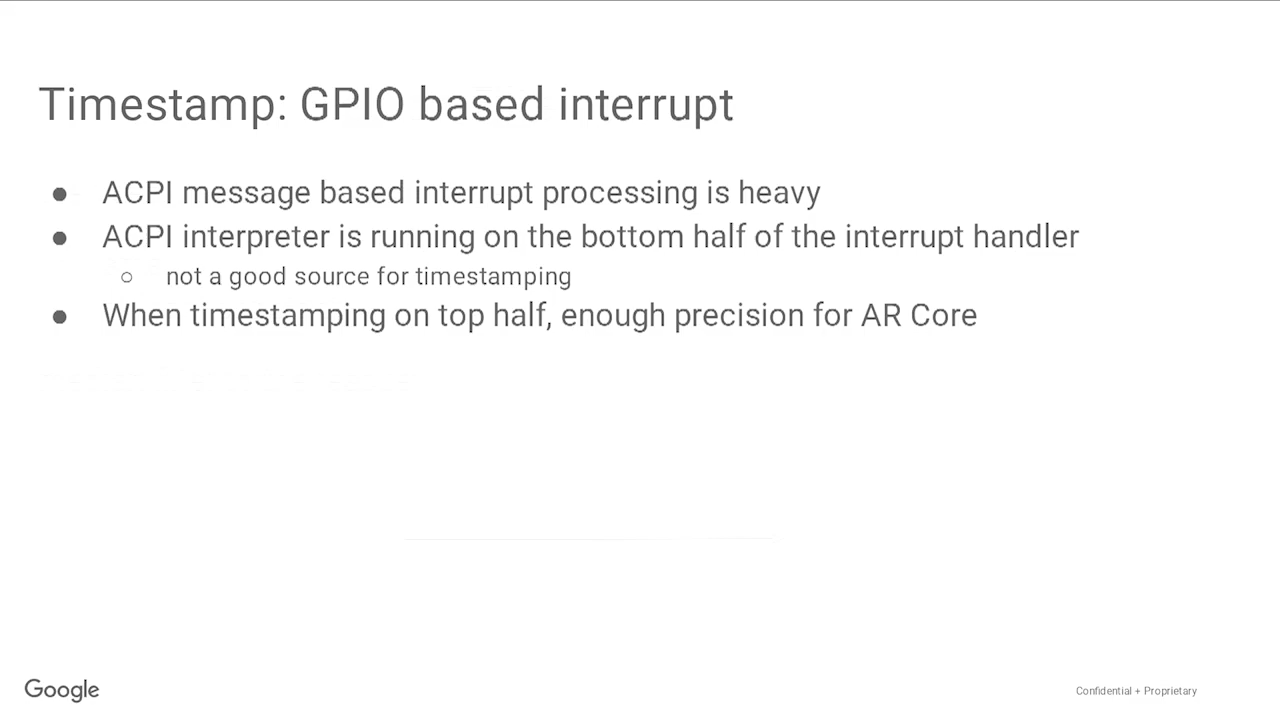 Timestamp: GPIO based interrupt
● ACPI message based interrupt processing is heavy
● ACPI interpreter is running on the bottom half of the interrupt handler
○ not a good source for timestamping
● When timestamping on top half, enough precision for AR Core
Google
Confidential + Proprietary